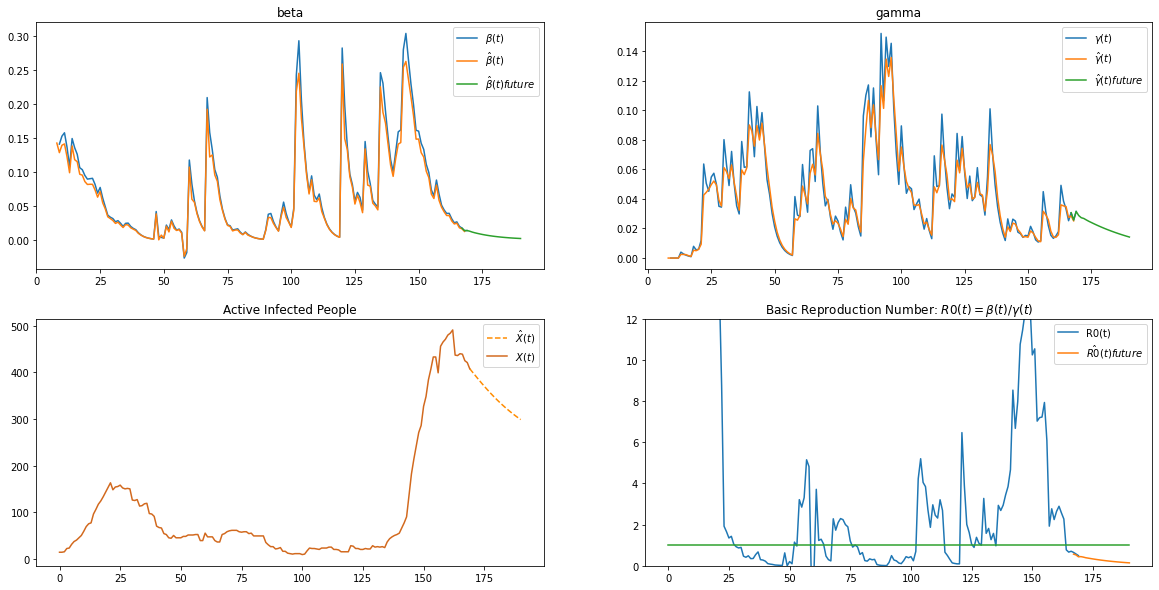 beta
β(t)
β̂(t)
β̂(t)future
0.30
0.25
0.20
0.15
0.10
0.05
0.00
0 25 50 75 100 125 150 175
gamma
γ(t)
γ̂(t)
γ̂(t)future
0.14
0.12
0.10
0.08
0.06
0.04
0.02
0.00
0 25 50 75 100 125 150 175
Active Infected People
X̂(t)
X(t)
500
400
300
200
100
0
0 25 50 75 100 125 150 175
Basic Reproduction Number: R0(t) = β(t)/γ(t)
R0(t)
R̂0(t)future
12
10
8
6
4
2
0
0 25 50 75 100 125 150 175